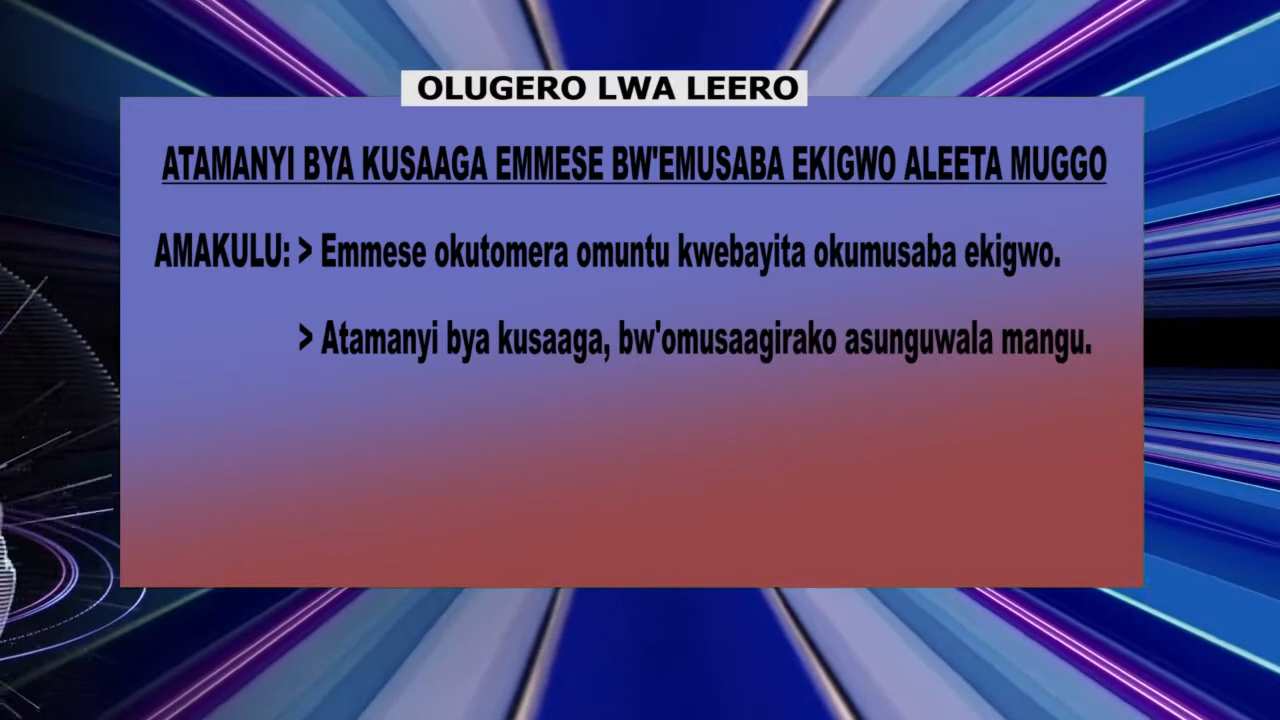 OLUGERO LWA LEERO
ATAMANYI BYA KUSAAGA EMMESE BW'EMUSABA EKIGWO ALEETA MUGGO
AMAKULU: > Emmese okutomera omuntu kwebayita okumusaba ekigwo.
> Atamanyi bya kusaaga, bw'omusaagirako asunguwala mangu.